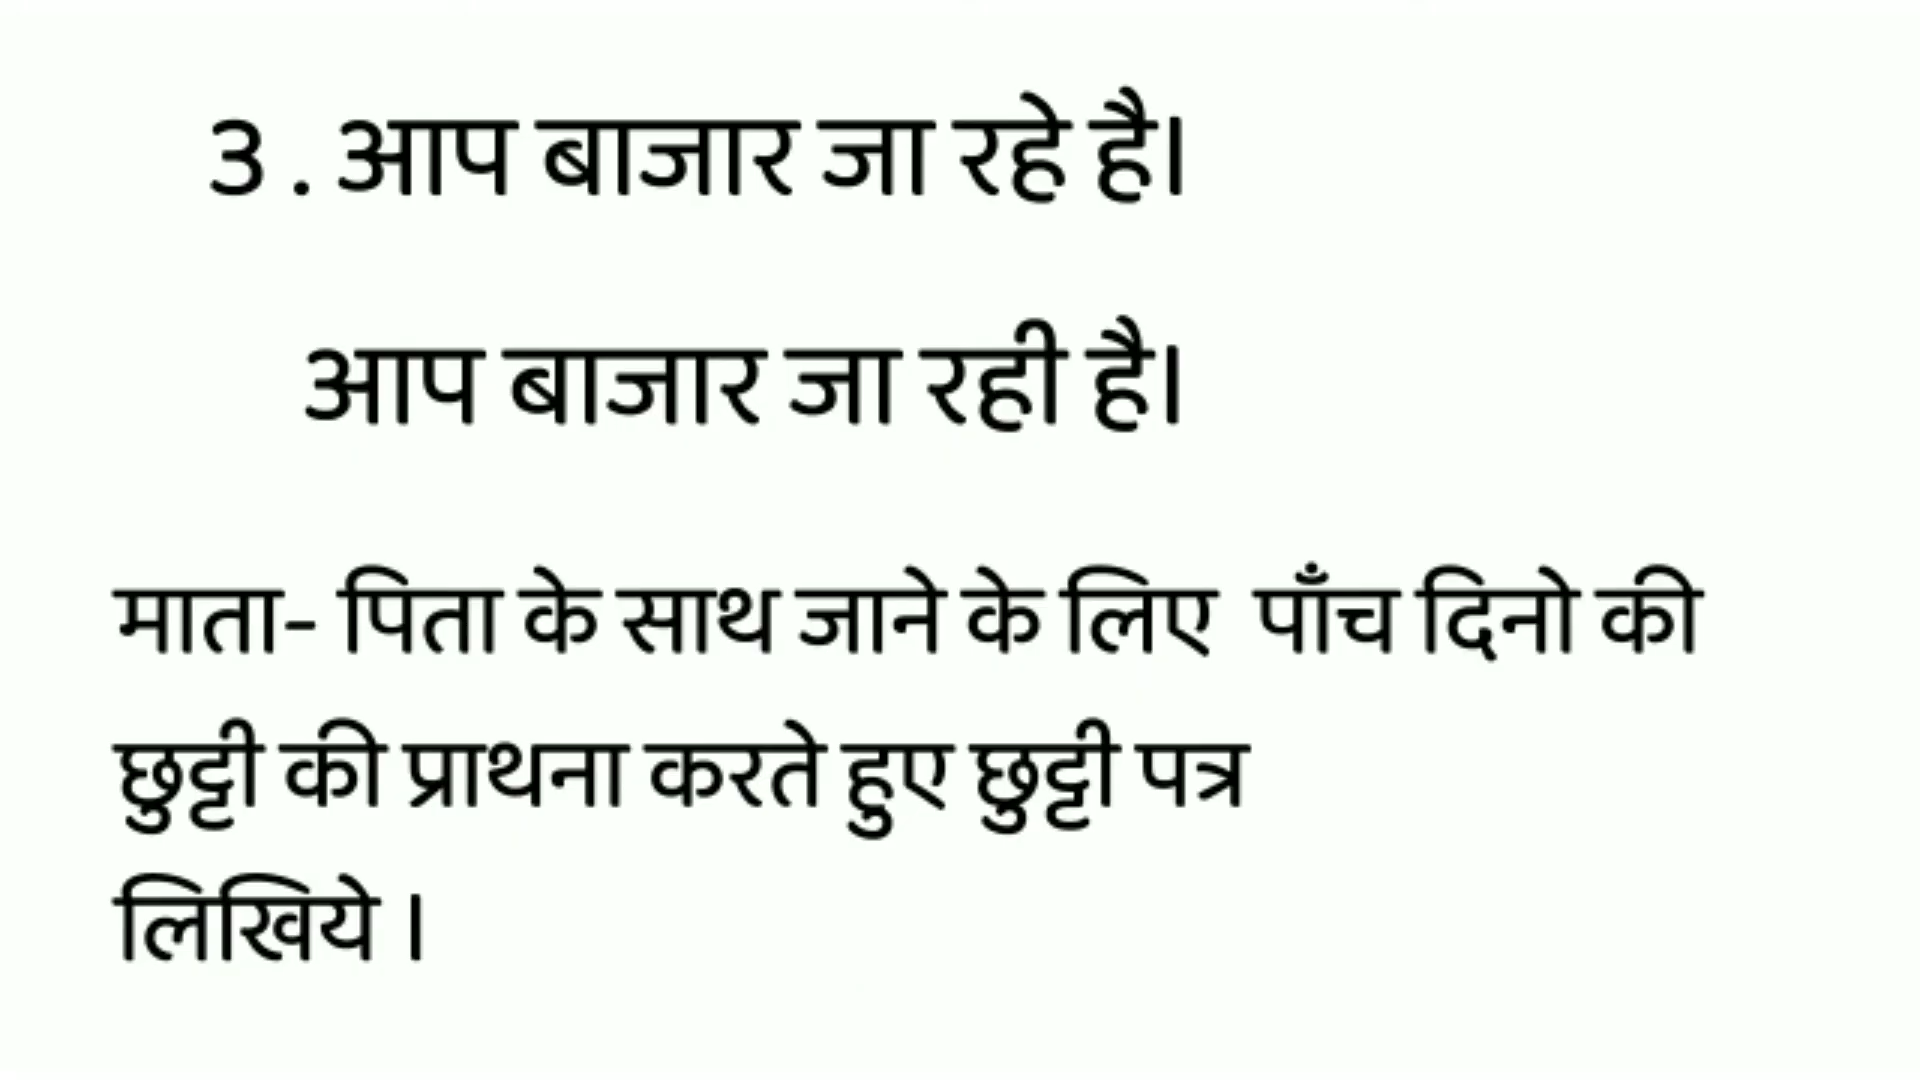 3 . आप बाजार जा रहे है।
आप बाजार जा रही है।
माता- पिता के साथ जाने के लिए पाँच दिनो की
छुट्टी की प्राथना करते हुए छुट्टी पत्र
लिखिये ।